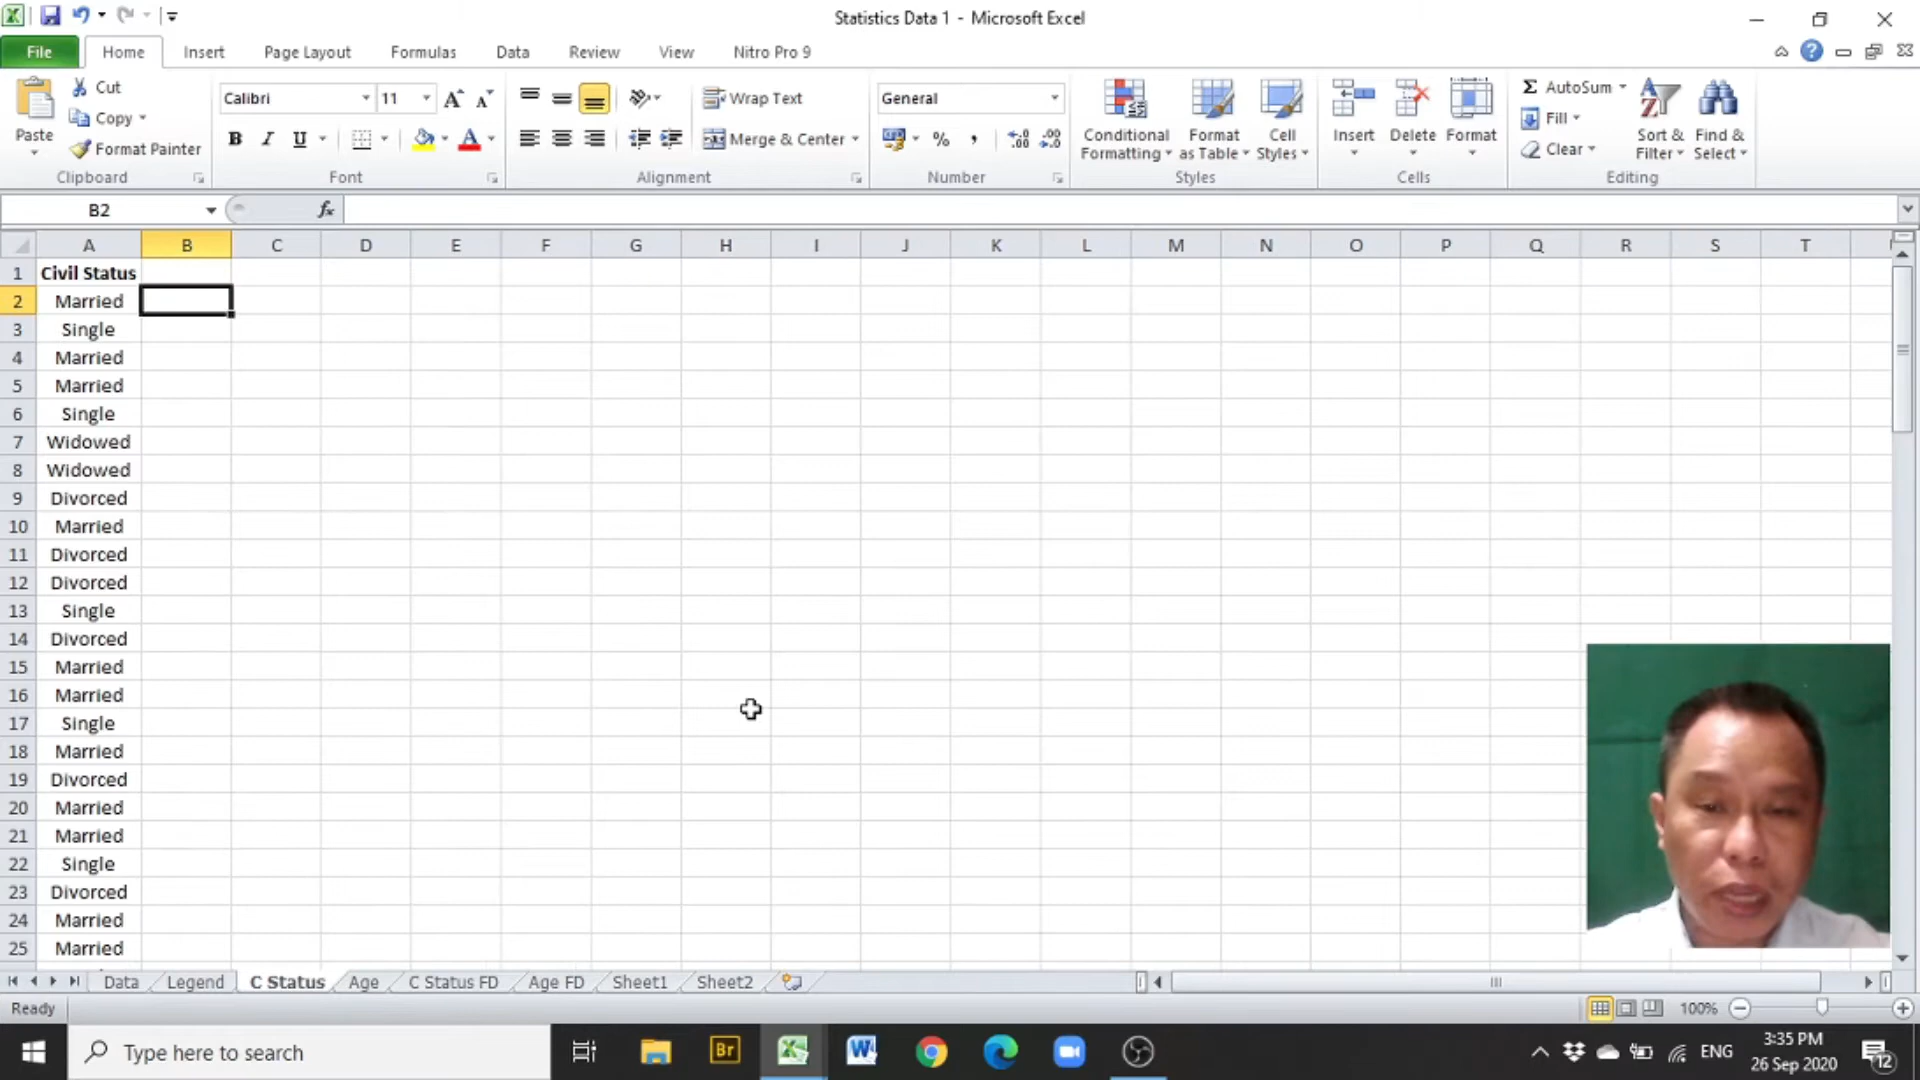 Statistics Data 1 - Microsoft Excel
File Home Insert Page Layout Formulas Data Review View Nitro Pro 9
Paste Cut Copy Format Painter Clipboard
Calibri 11 B I U Font
Wrap Text Merge & Center Alignment
General % , Number
Conditional Formatting Format as Table Cell Styles Styles
Insert Delete Format Cells
Σ AutoSum Fill Clear Sort & Filter Find & Select Editing
B2 fx
A B C D E F G H I J K L M N O P Q R S T
1 Civil Status
2 Married
3 Single
4 Married
5 Married
6 Single
7 Widowed
8 Widowed
9 Divorced
10 Married
11 Divorced
12 Divorced
13 Single
14 Divorced
15 Married
16 Married
17 Single
18 Married
19 Divorced
20 Married
21 Married
22 Single
23 Divorced
24 Married
25 Married
Data Legend C Status Age C Status FD Age FD Sheet1 Sheet2
Ready 100%
Type here to search Br W ENG 3:35 PM 12
26 Sep 2020